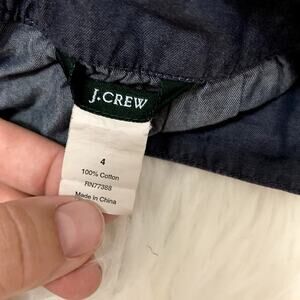 J.CREW
4
100% Cotton
RN77388
Made in China